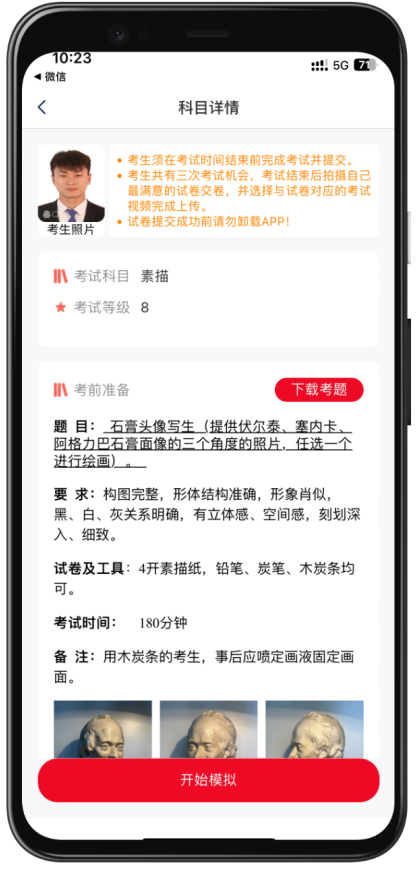 10:23
5G 71
微信
科目详情
考生照片
考生须在考试时间结束前完成考试并提交。
考生共有三次考试机会，考试结束后拍摄自己
最满意的试卷交卷，并选择与试卷对应的考试
视频完成上传。
试卷提交成功前请勿卸载APP！
考试科目 素描
考试等级 8
考前准备
下载考题
题 目：石膏头像写生（提供伏尔泰、塞内卡、
阿格力巴石膏面像的三个角度的照片，任选一个
进行绘画）。
要 求：构图完整，形体结构准确，形象肖似，
黑、白、灰关系明确，有立体感、空间感，刻划深
入、细致。
试卷及工具：4开素描纸，铅笔、炭笔、木炭条均
可。
考试时间： 180分钟
备 注：用木炭条的考生，事后应喷定画液固定画
面。
开始模拟